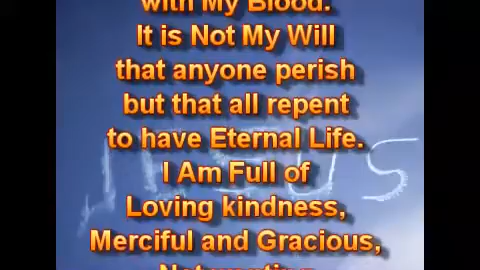 with My Blood.
It is Not My Will
that anyone perish
but that all repent
to have Eternal Life.
I Am Full of
Loving kindness,
Merciful and Gracious,
JESUS